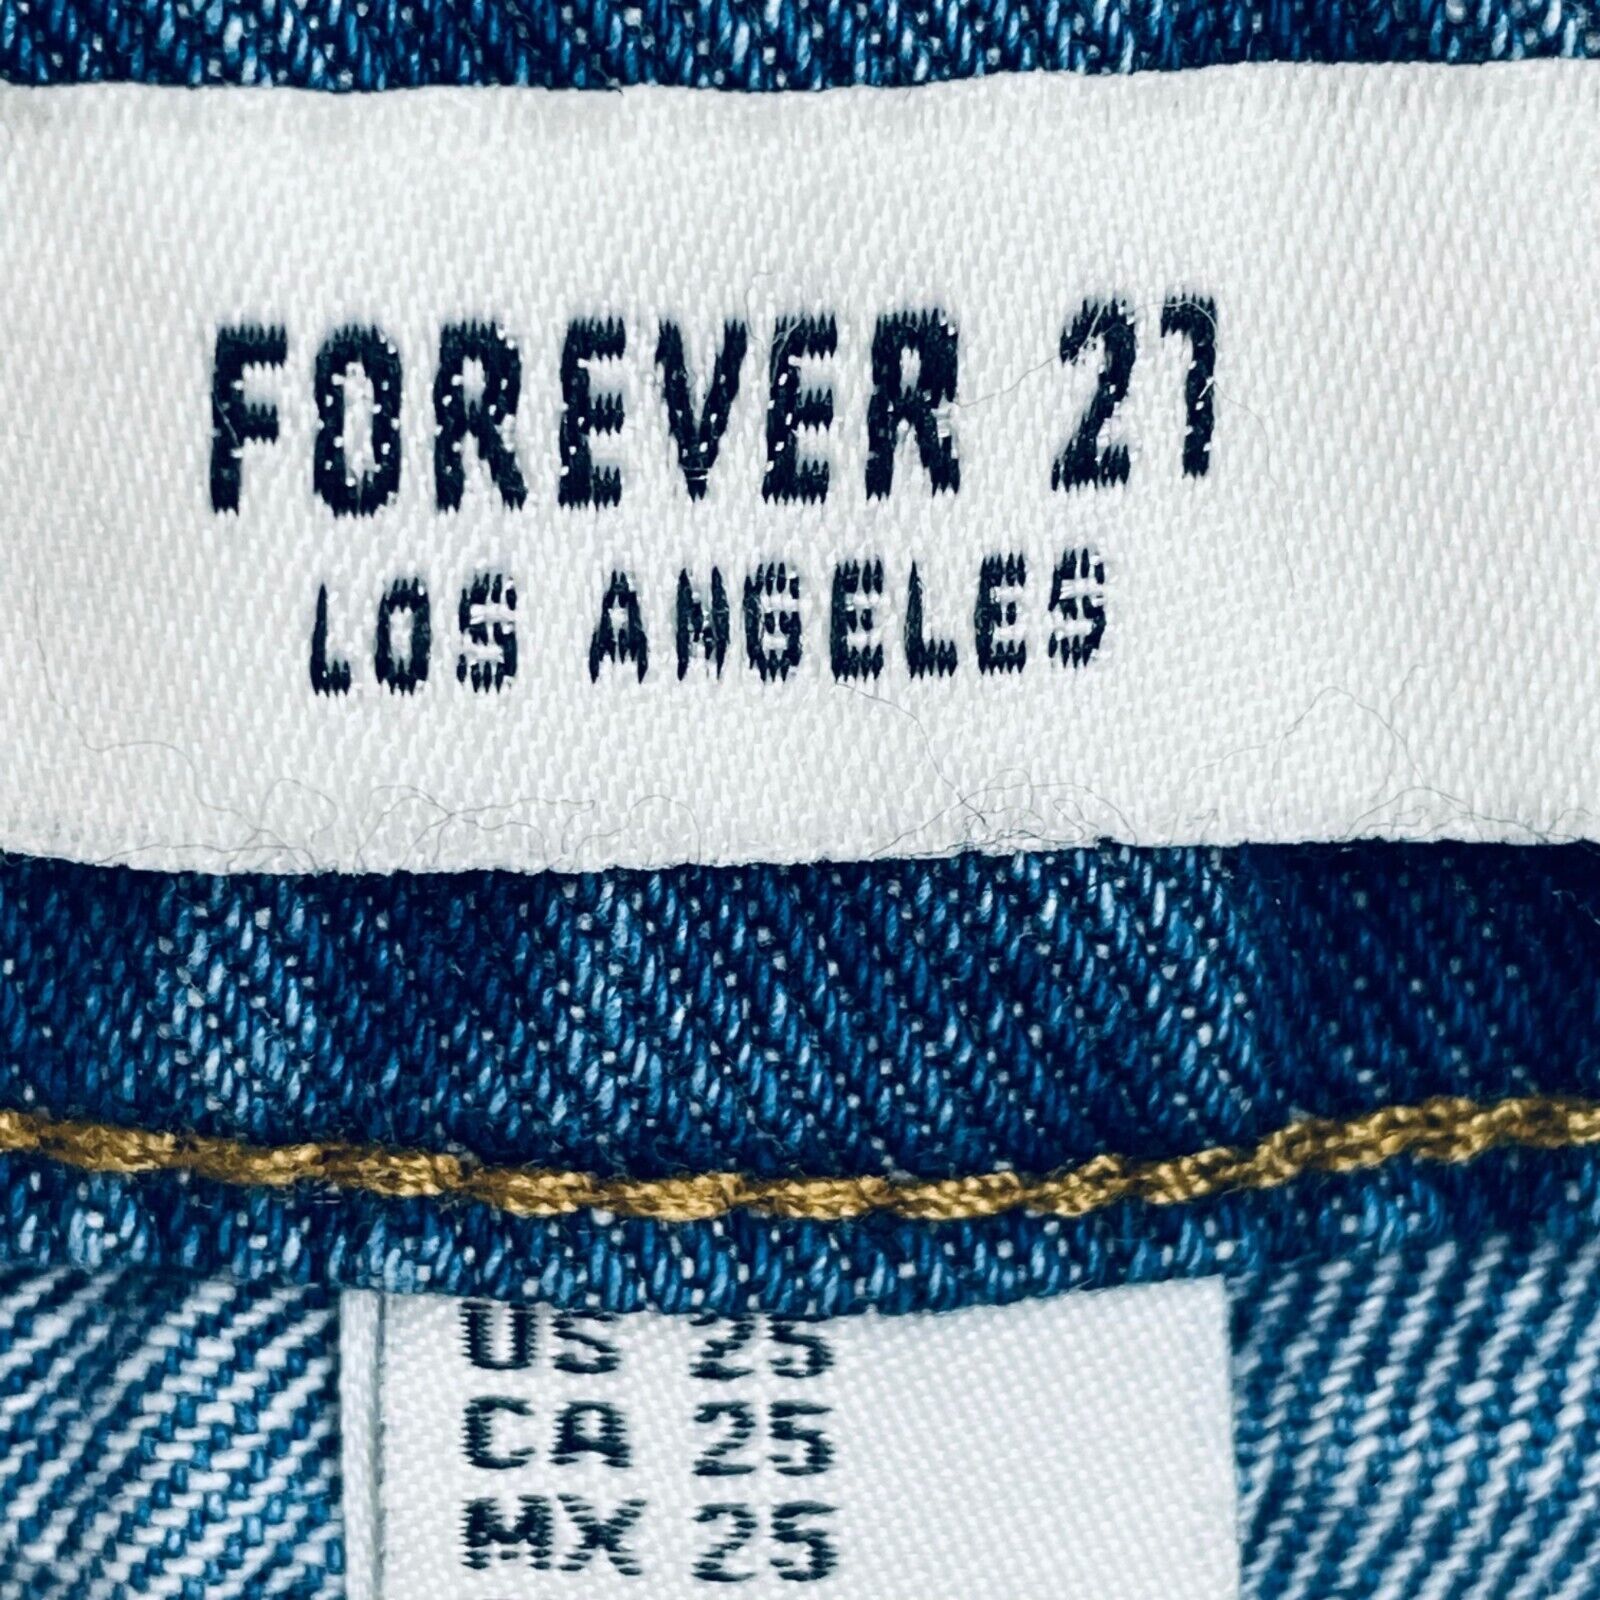 FOREVER 21
LOS ANGELES
US 25
CA 25
MX 25